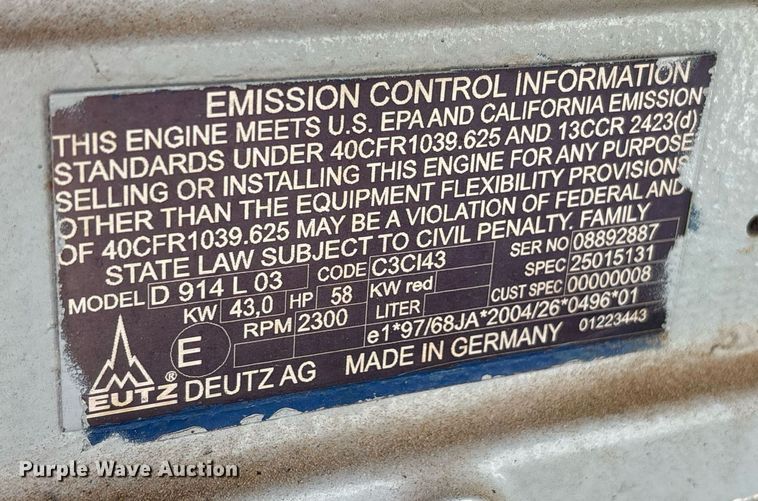 EMISSION CONTROL INFORMATION
THIS ENGINE MEETS U.S. EPA AND CALIFORNIA EMISSION
STANDARDS UNDER 40CFR1039.625 AND 13CCR 2423(d)
SELLING OR INSTALLING THIS ENGINE FOR ANY PURPOSE
OTHER THAN THE EQUIPMENT FLEXIBILITY PROVISIONS
OF 40CFR1039.625 MAY BE A VIOLATION OF FEDERAL AND
STATE LAW SUBJECT TO CIVIL PENALTY. FAMILY
MODEL D 914 L 03 CODE C3CI43 SER NO 08892887
KW 43,0 HP 58 KW red SPEC 25015131
RPM 2300 LITER CUST SPEC 00000008
E e1*97/68JA*2004/26*0496*01
EUTZ® DEUTZ AG MADE IN GERMANY 01223443
Purple Wave Auction